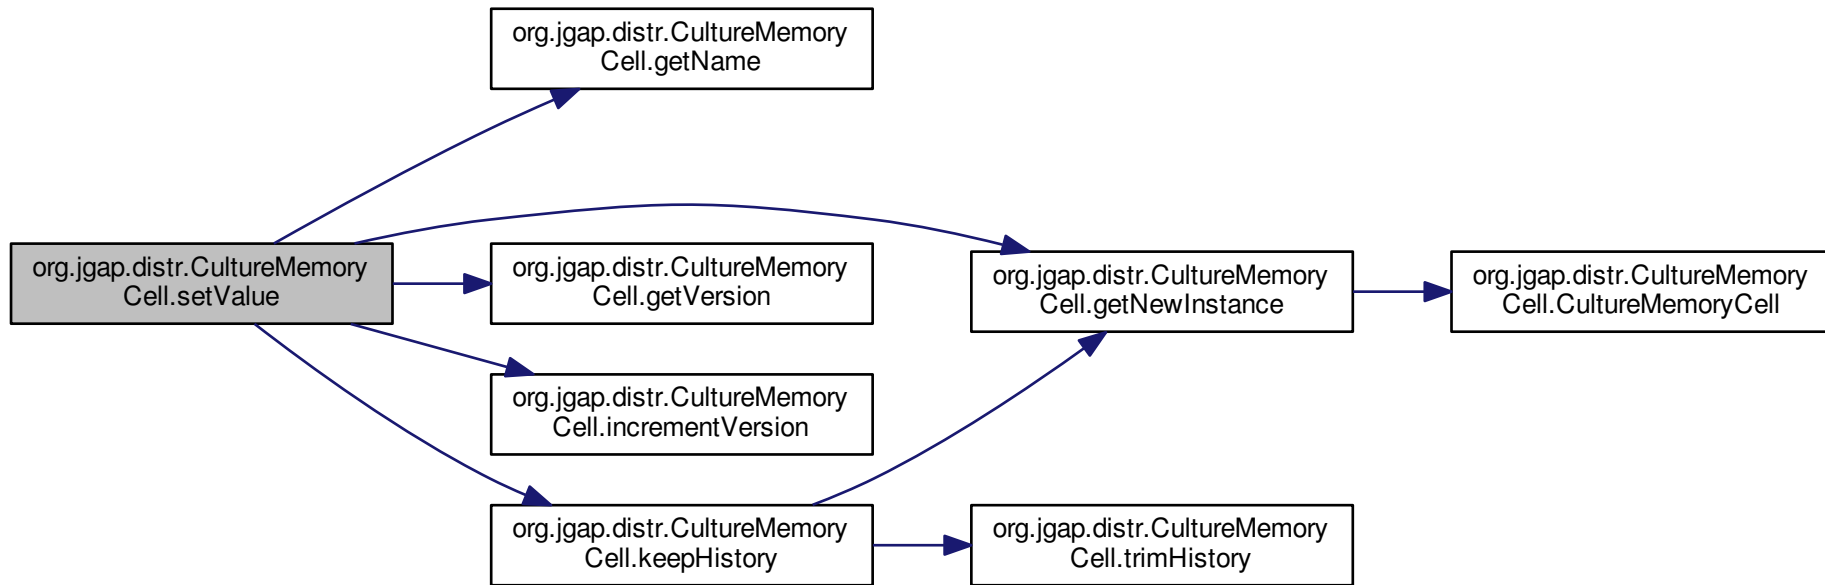 org.jgap.distr.CultureMemory
Cell.setValue
org.jgap.distr.CultureMemory
Cell.getName
org.jgap.distr.CultureMemory
Cell.getVersion
org.jgap.distr.CultureMemory
Cell.incrementVersion
org.jgap.distr.CultureMemory
Cell.keepHistory
org.jgap.distr.CultureMemory
Cell.getNewInstance
org.jgap.distr.CultureMemory
Cell.trimHistory
org.jgap.distr.CultureMemory
Cell.CultureMemoryCell